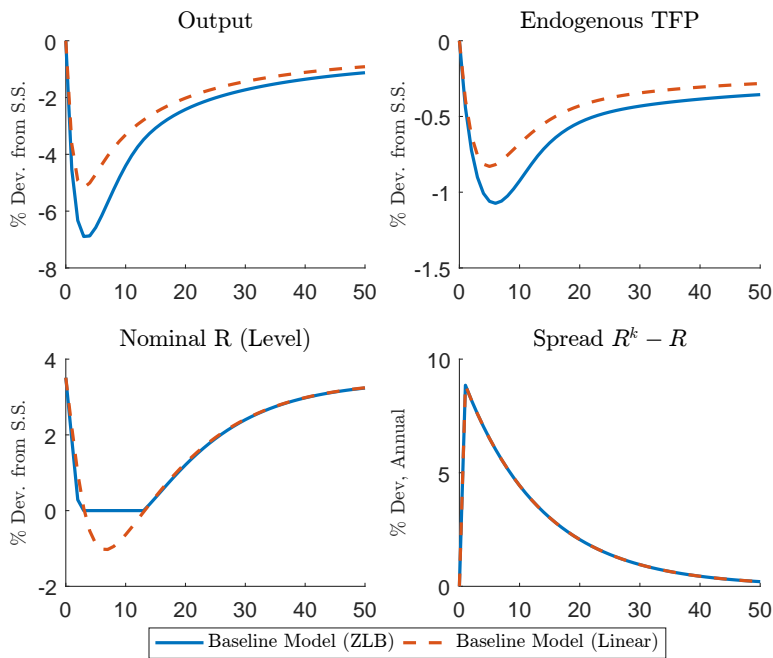 Output
% Dev. from S.S.
0
-2
-4
-6
-8
0 10 20 30 40 50
Endogenous TFP
% Dev. from S.S.
0
-0.5
-1
-1.5
0 10 20 30 40 50
Nominal R (Level)
% Dev. from S.S.
4
2
0
-2
0 10 20 30 40 50
Spread R^k − R
% Dev, Annual
10
5
0
0 10 20 30 40 50
Baseline Model (ZLB) Baseline Model (Linear)